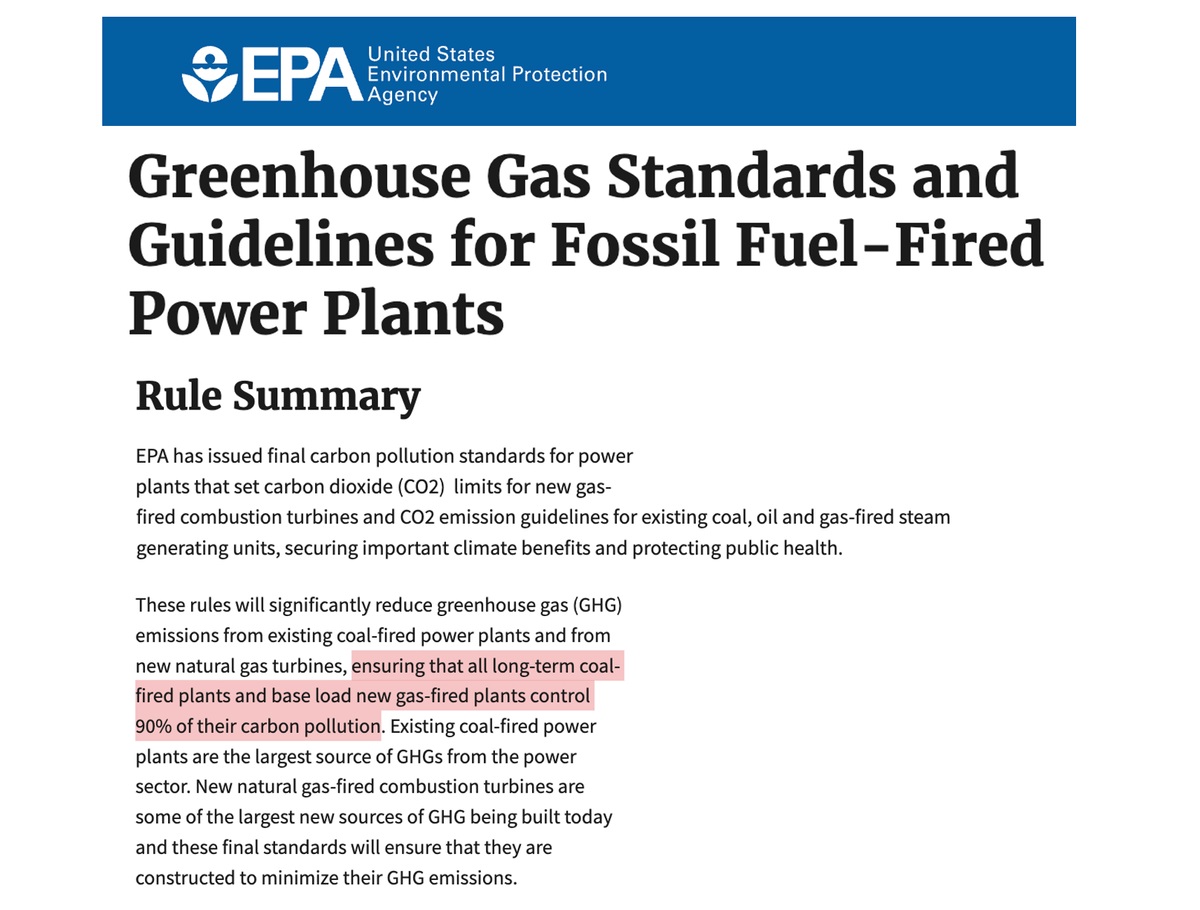 EPA
United States
Environmental Protection
Agency
Greenhouse Gas Standards and
Guidelines for Fossil Fuel-Fired
Power Plants
Rule Summary
EPA has issued final carbon pollution standards for power
plants that set carbon dioxide (CO2)  limits for new gas-
fired combustion turbines and CO2 emission guidelines for existing coal, oil and gas-fired steam
generating units, securing important climate benefits and protecting public health.
These rules will significantly reduce greenhouse gas (GHG)
emissions from existing coal-fired power plants and from
new natural gas turbines, ensuring that all long-term coal-
fired plants and base load new gas-fired plants control
90% of their carbon pollution. Existing coal-fired power
plants are the largest source of GHGs from the power
sector. New natural gas-fired combustion turbines are
some of the largest new sources of GHG being built today
and these final standards will ensure that they are
constructed to minimize their GHG emissions.